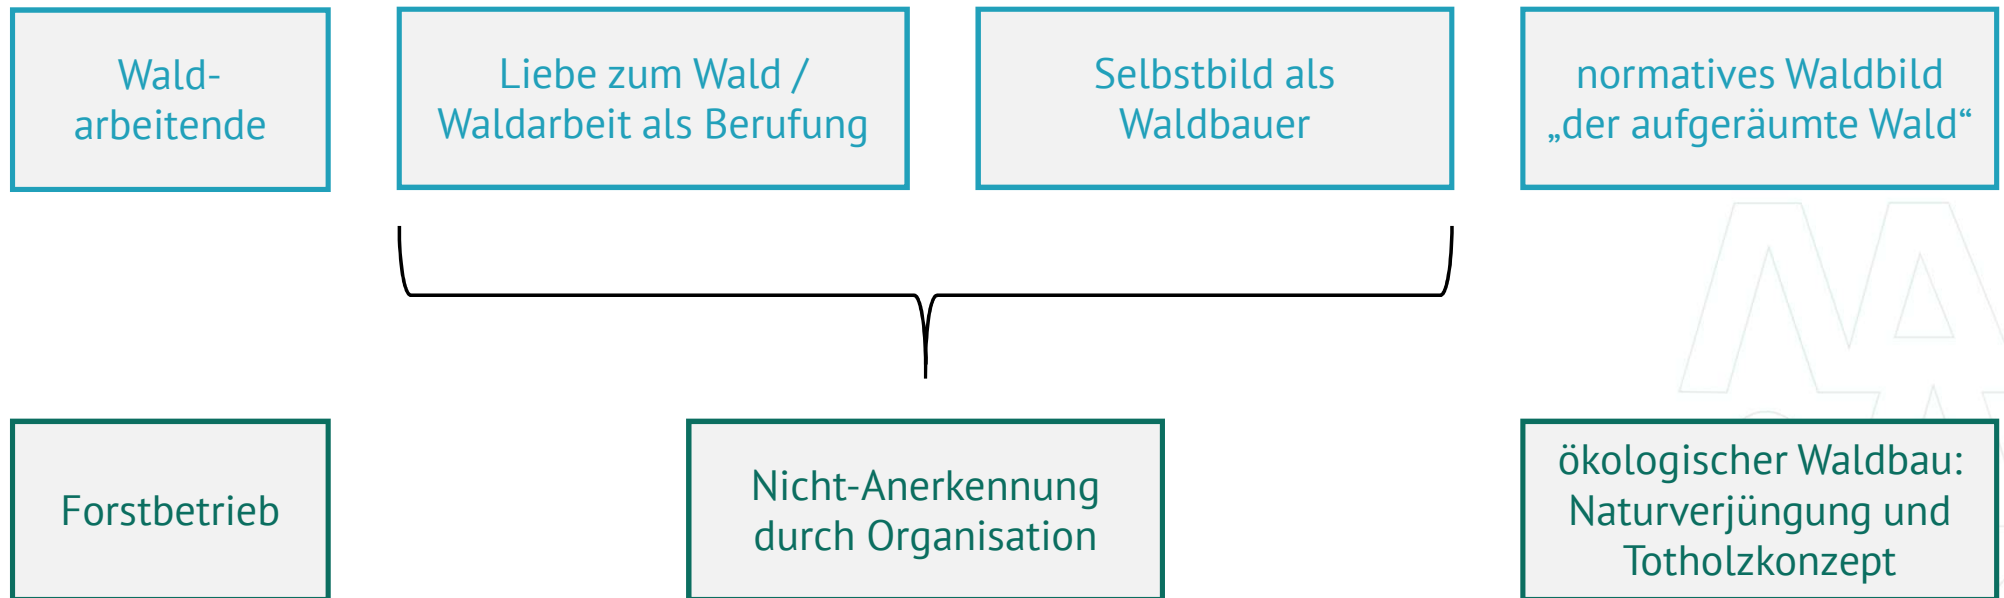 Wald-
arbeitende
Liebe zum Wald /
Waldarbeit als Berufung
Selbstbild als
Waldbauer
normatives Waldbild
„der aufgeräumte Wald“
Forstbetrieb
Nicht-Anerkennung
durch Organisation
ökologischer Waldbau:
Naturverjüngung und
Totholzkonzept